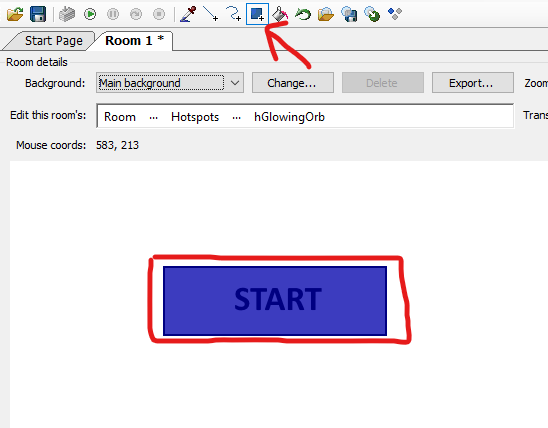 Start Page Room 1 *
Room details
Background: Main background Change... Delete Export... Zoom
Edit this room's: Room ... Hotspots ... hGlowingOrb Trans
Mouse coords: 583, 213
START